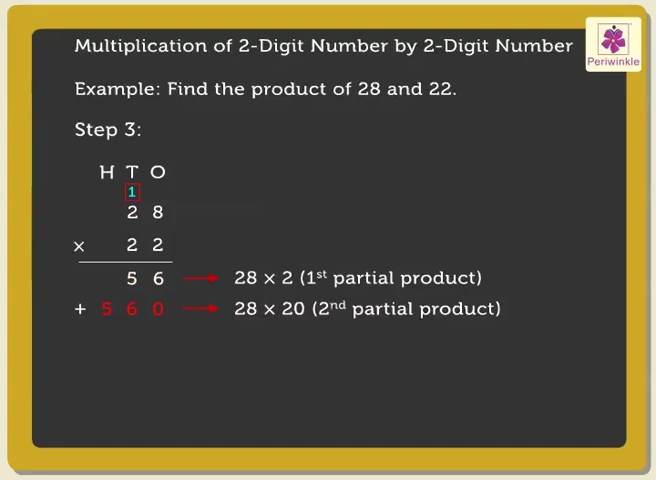 Multiplication of 2-Digit Number by 2-Digit Number
Periwinkle
Example: Find the product of 28 and 22.
Step 3:
H T O
1
2 8
× 2 2
5 6 → 28 × 2 (1st partial product)
+ 5 6 0 → 28 × 20 (2nd partial product)